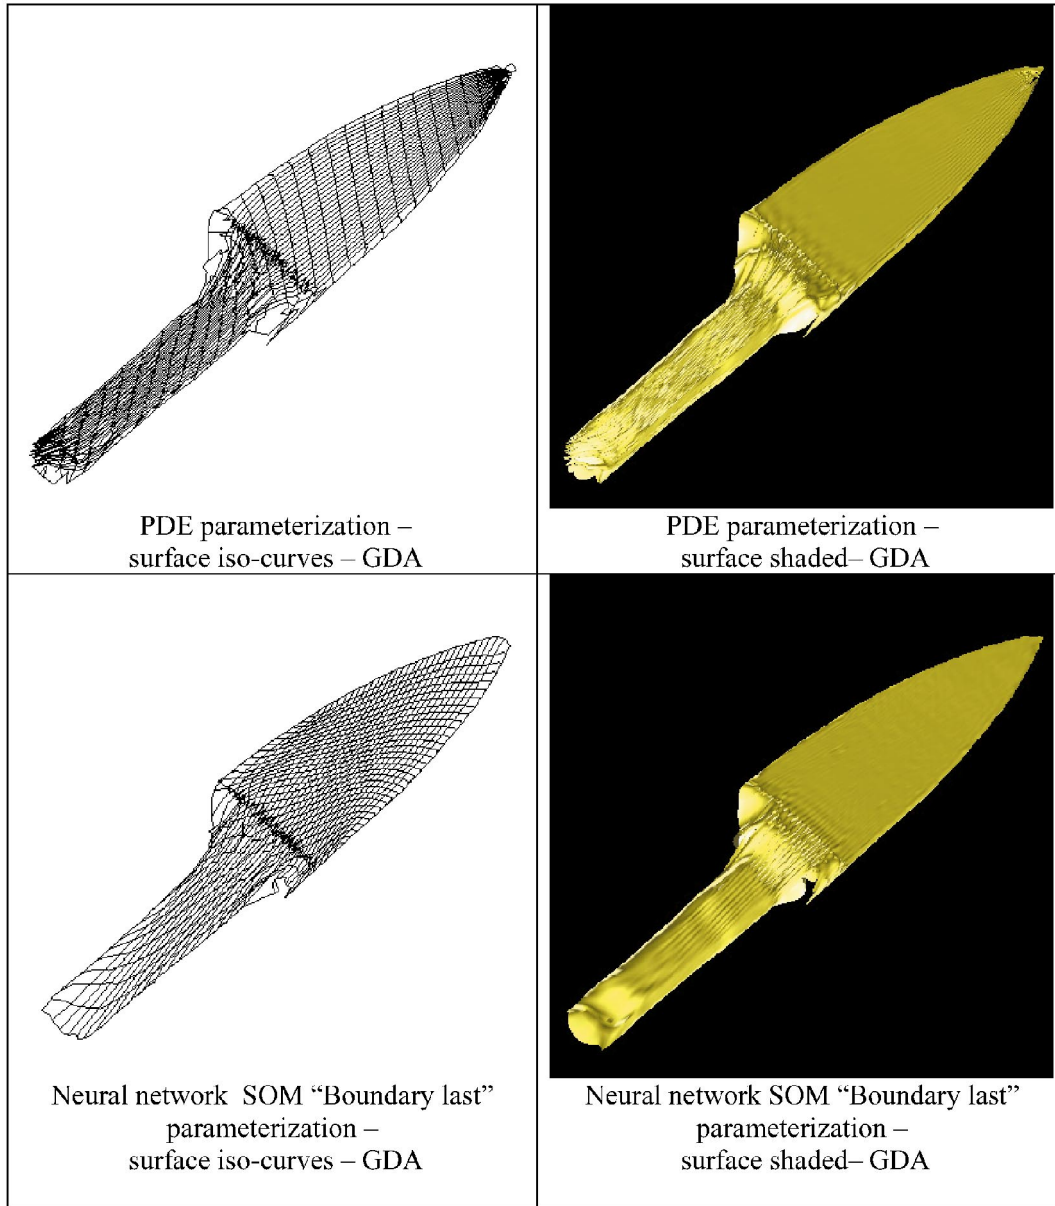 PDE parameterization –
surface iso-curves – GDA
PDE parameterization –
surface shaded– GDA
Neural network SOM “Boundary last”
parameterization –
surface iso-curves – GDA
Neural network SOM “Boundary last”
parameterization –
surface shaded– GDA